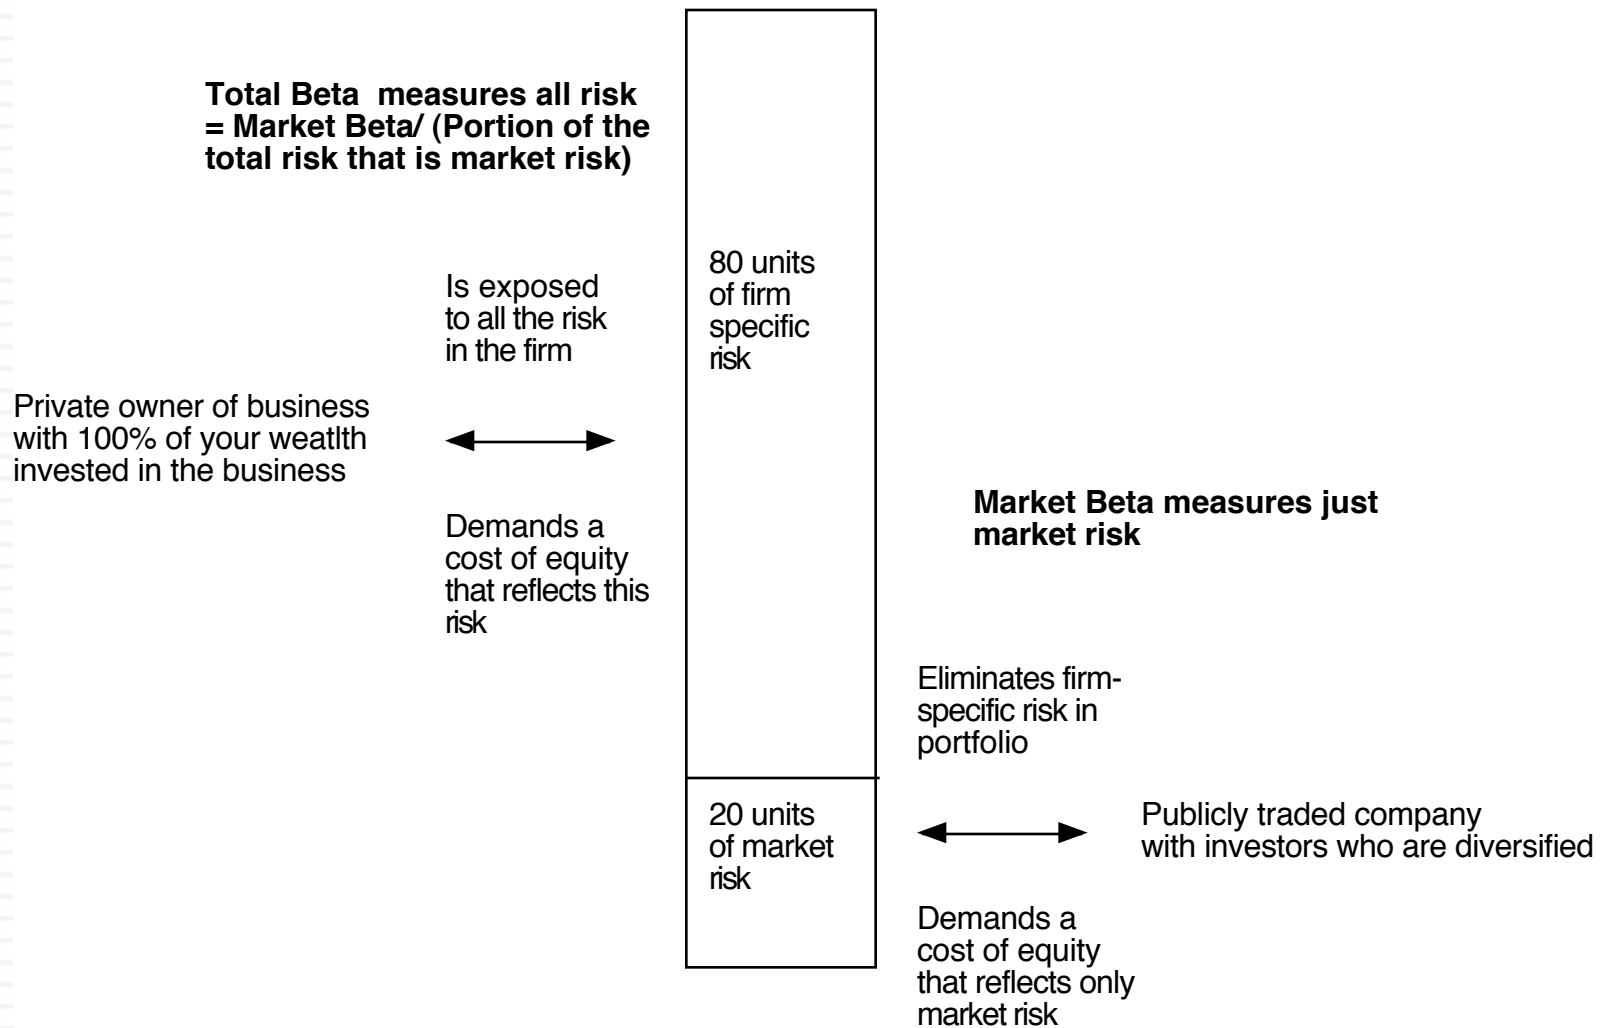 Total Beta  measures all risk
= Market Beta/ (Portion of the
total risk that is market risk)
80 units
of firm
specific
risk
Is exposed
to all the risk
in the firm
Private owner of business
with 100% of your weatlth
invested in the business
Demands a
cost of equity
that reflects this
risk
Market Beta measures just
market risk
Eliminates firm-
specific risk in
portfolio
20 units
of market
risk
Publicly traded company
with investors who are diversified
Demands a
cost of equity
that reflects only
market risk